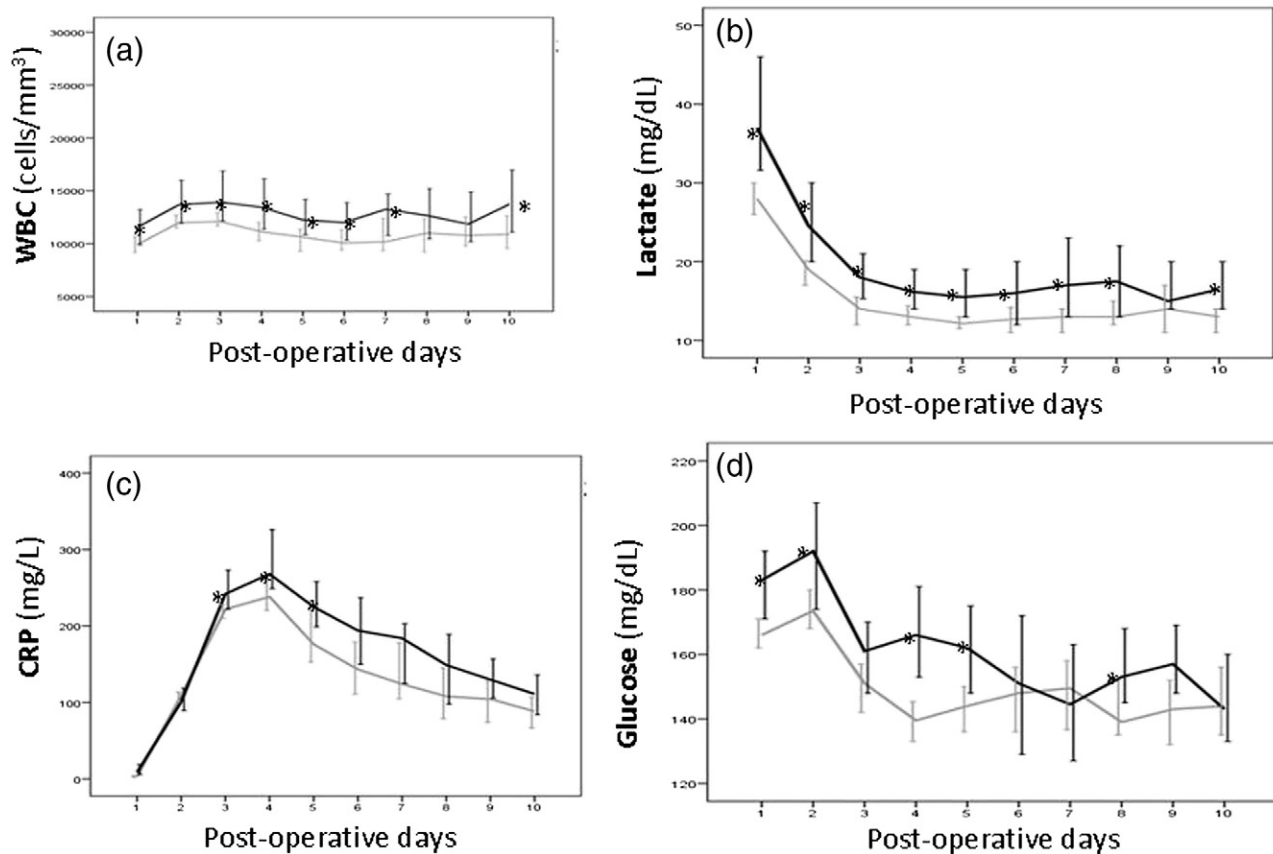 (a)
WBC (cells/mm³)
30000
25000
20000
15000
10000
5000
* * * * * * * *
1 2 3 4 5 6 7 8 9 10
Post-operative days
(b)
Lactate (mg/dL)
50
40
30
20
10
* * * * * * * * *
1 2 3 4 5 6 7 8 9 10
Post-operative days
(c)
CRP (mg/L)
400
300
200
100
0
* * *
1 2 3 4 5 6 7 8 9 10
Post-operative days
(d)
Glucose (mg/dL)
220
200
180
160
140
120
* * * * *
1 2 3 4 5 6 7 8 9 10
Post-operative days